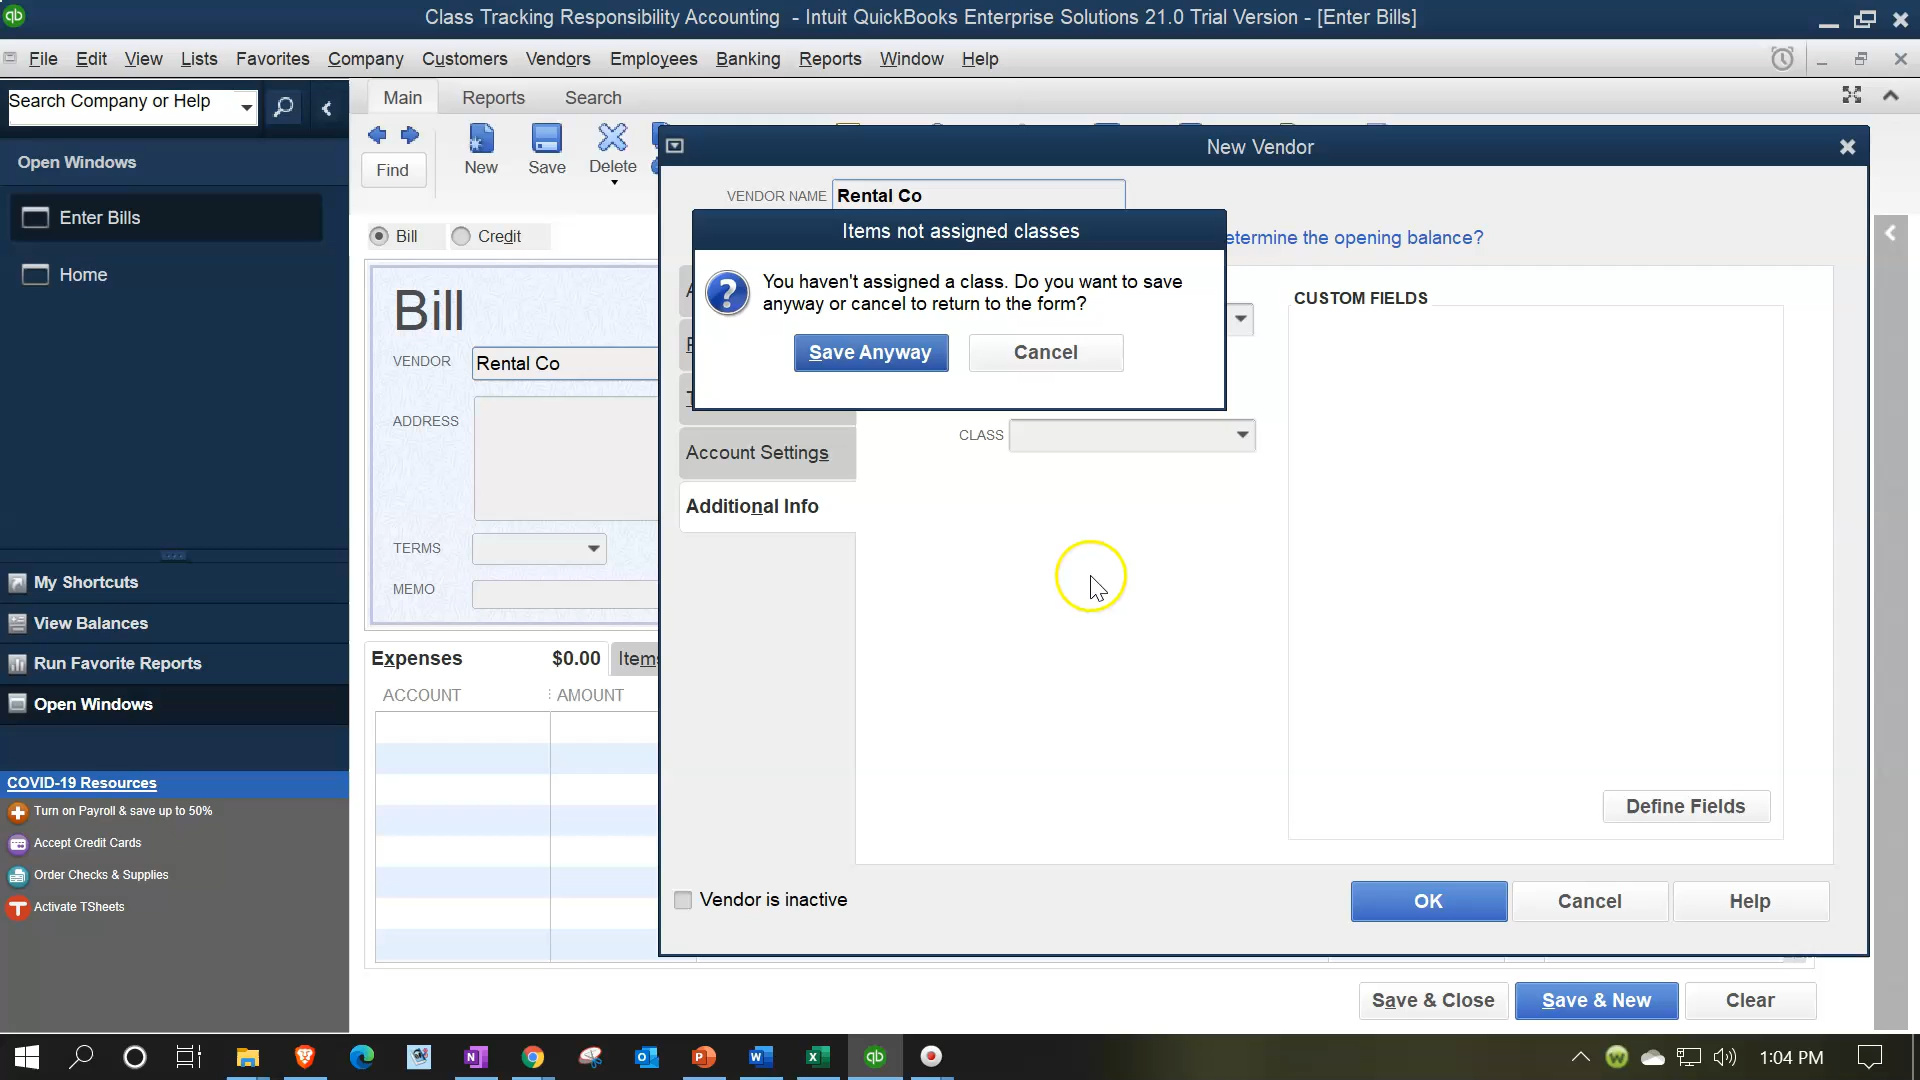 Class Tracking Responsibility Accounting - Intuit QuickBooks Enterprise Solutions 21.0 Trial Version - [Enter Bills]
File Edit View Lists Favorites Company Customers Vendors Employees Banking Reports Window Help
Search Company or Help
Main Reports Search
Find
New
Save
Delete
Open Windows
Enter Bills
Home
Bill Credit
Bill
VENDOR Rental Co
ADDRESS
TERMS
MEMO
Expenses $0.00 Items
ACCOUNT AMOUNT
New Vendor
VENDOR NAME Rental Co
etermine the opening balance?
Items not assigned classes
You haven't assigned a class. Do you want to save
anyway or cancel to return to the form?
Save Anyway Cancel
CLASS
Account Settings
Additional Info
CUSTOM FIELDS
Define Fields
Vendor is inactive
OK Cancel Help
Save & Close Save & New Clear
My Shortcuts
View Balances
Run Favorite Reports
Open Windows
COVID-19 Resources
Turn on Payroll & save up to 50%
Accept Credit Cards
Order Checks & Supplies
Activate TSheets
1:04 PM